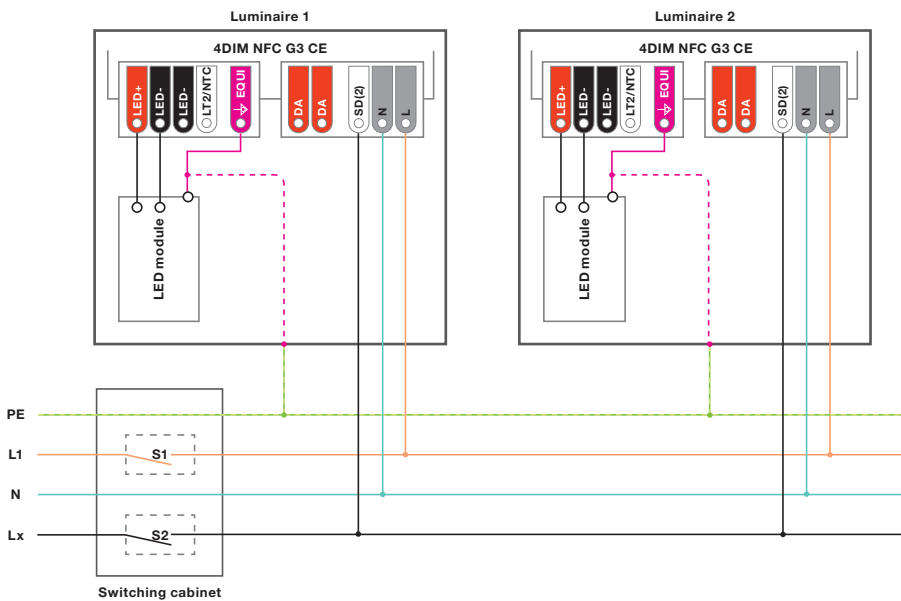 Luminaire 1
4DIM NFC G3 CE
LED+
LED-
LED-
LT2/NTC
EQUI
DA
DA
SD(2)
N
L
LED module
Luminaire 2
4DIM NFC G3 CE
LED+
LED-
LED-
LT2/NTC
EQUI
DA
DA
SD(2)
N
L
LED module
PE
L1
S1
N
Lx
S2
Switching cabinet